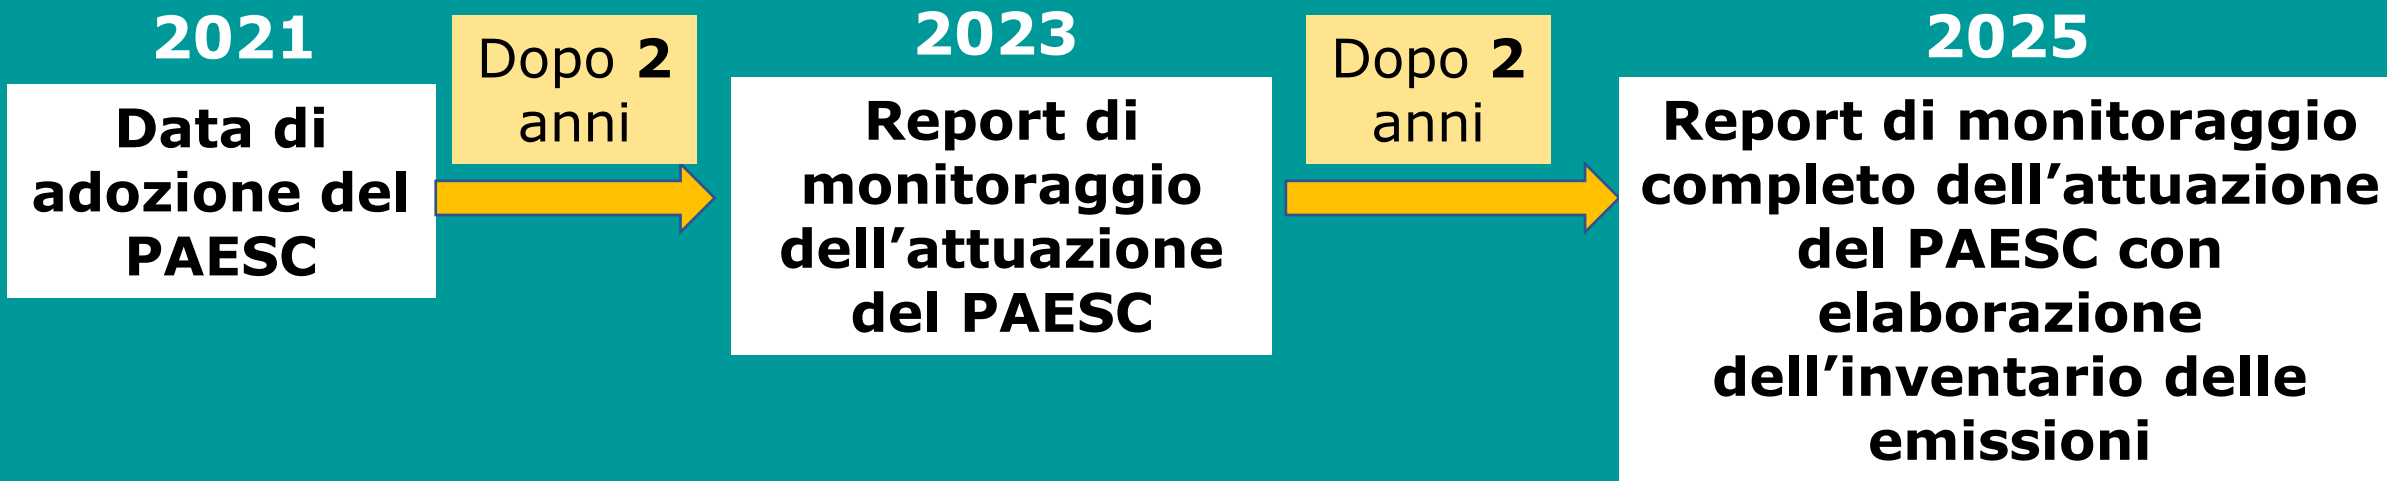 2021
Data di
adozione del
PAESC
Dopo 2
anni
2023
Report di
monitoraggio
dell’attuazione
del PAESC
Dopo 2
anni
2025
Report di monitoraggio
completo dell’attuazione
del PAESC con
elaborazione
dell’inventario delle
emissioni